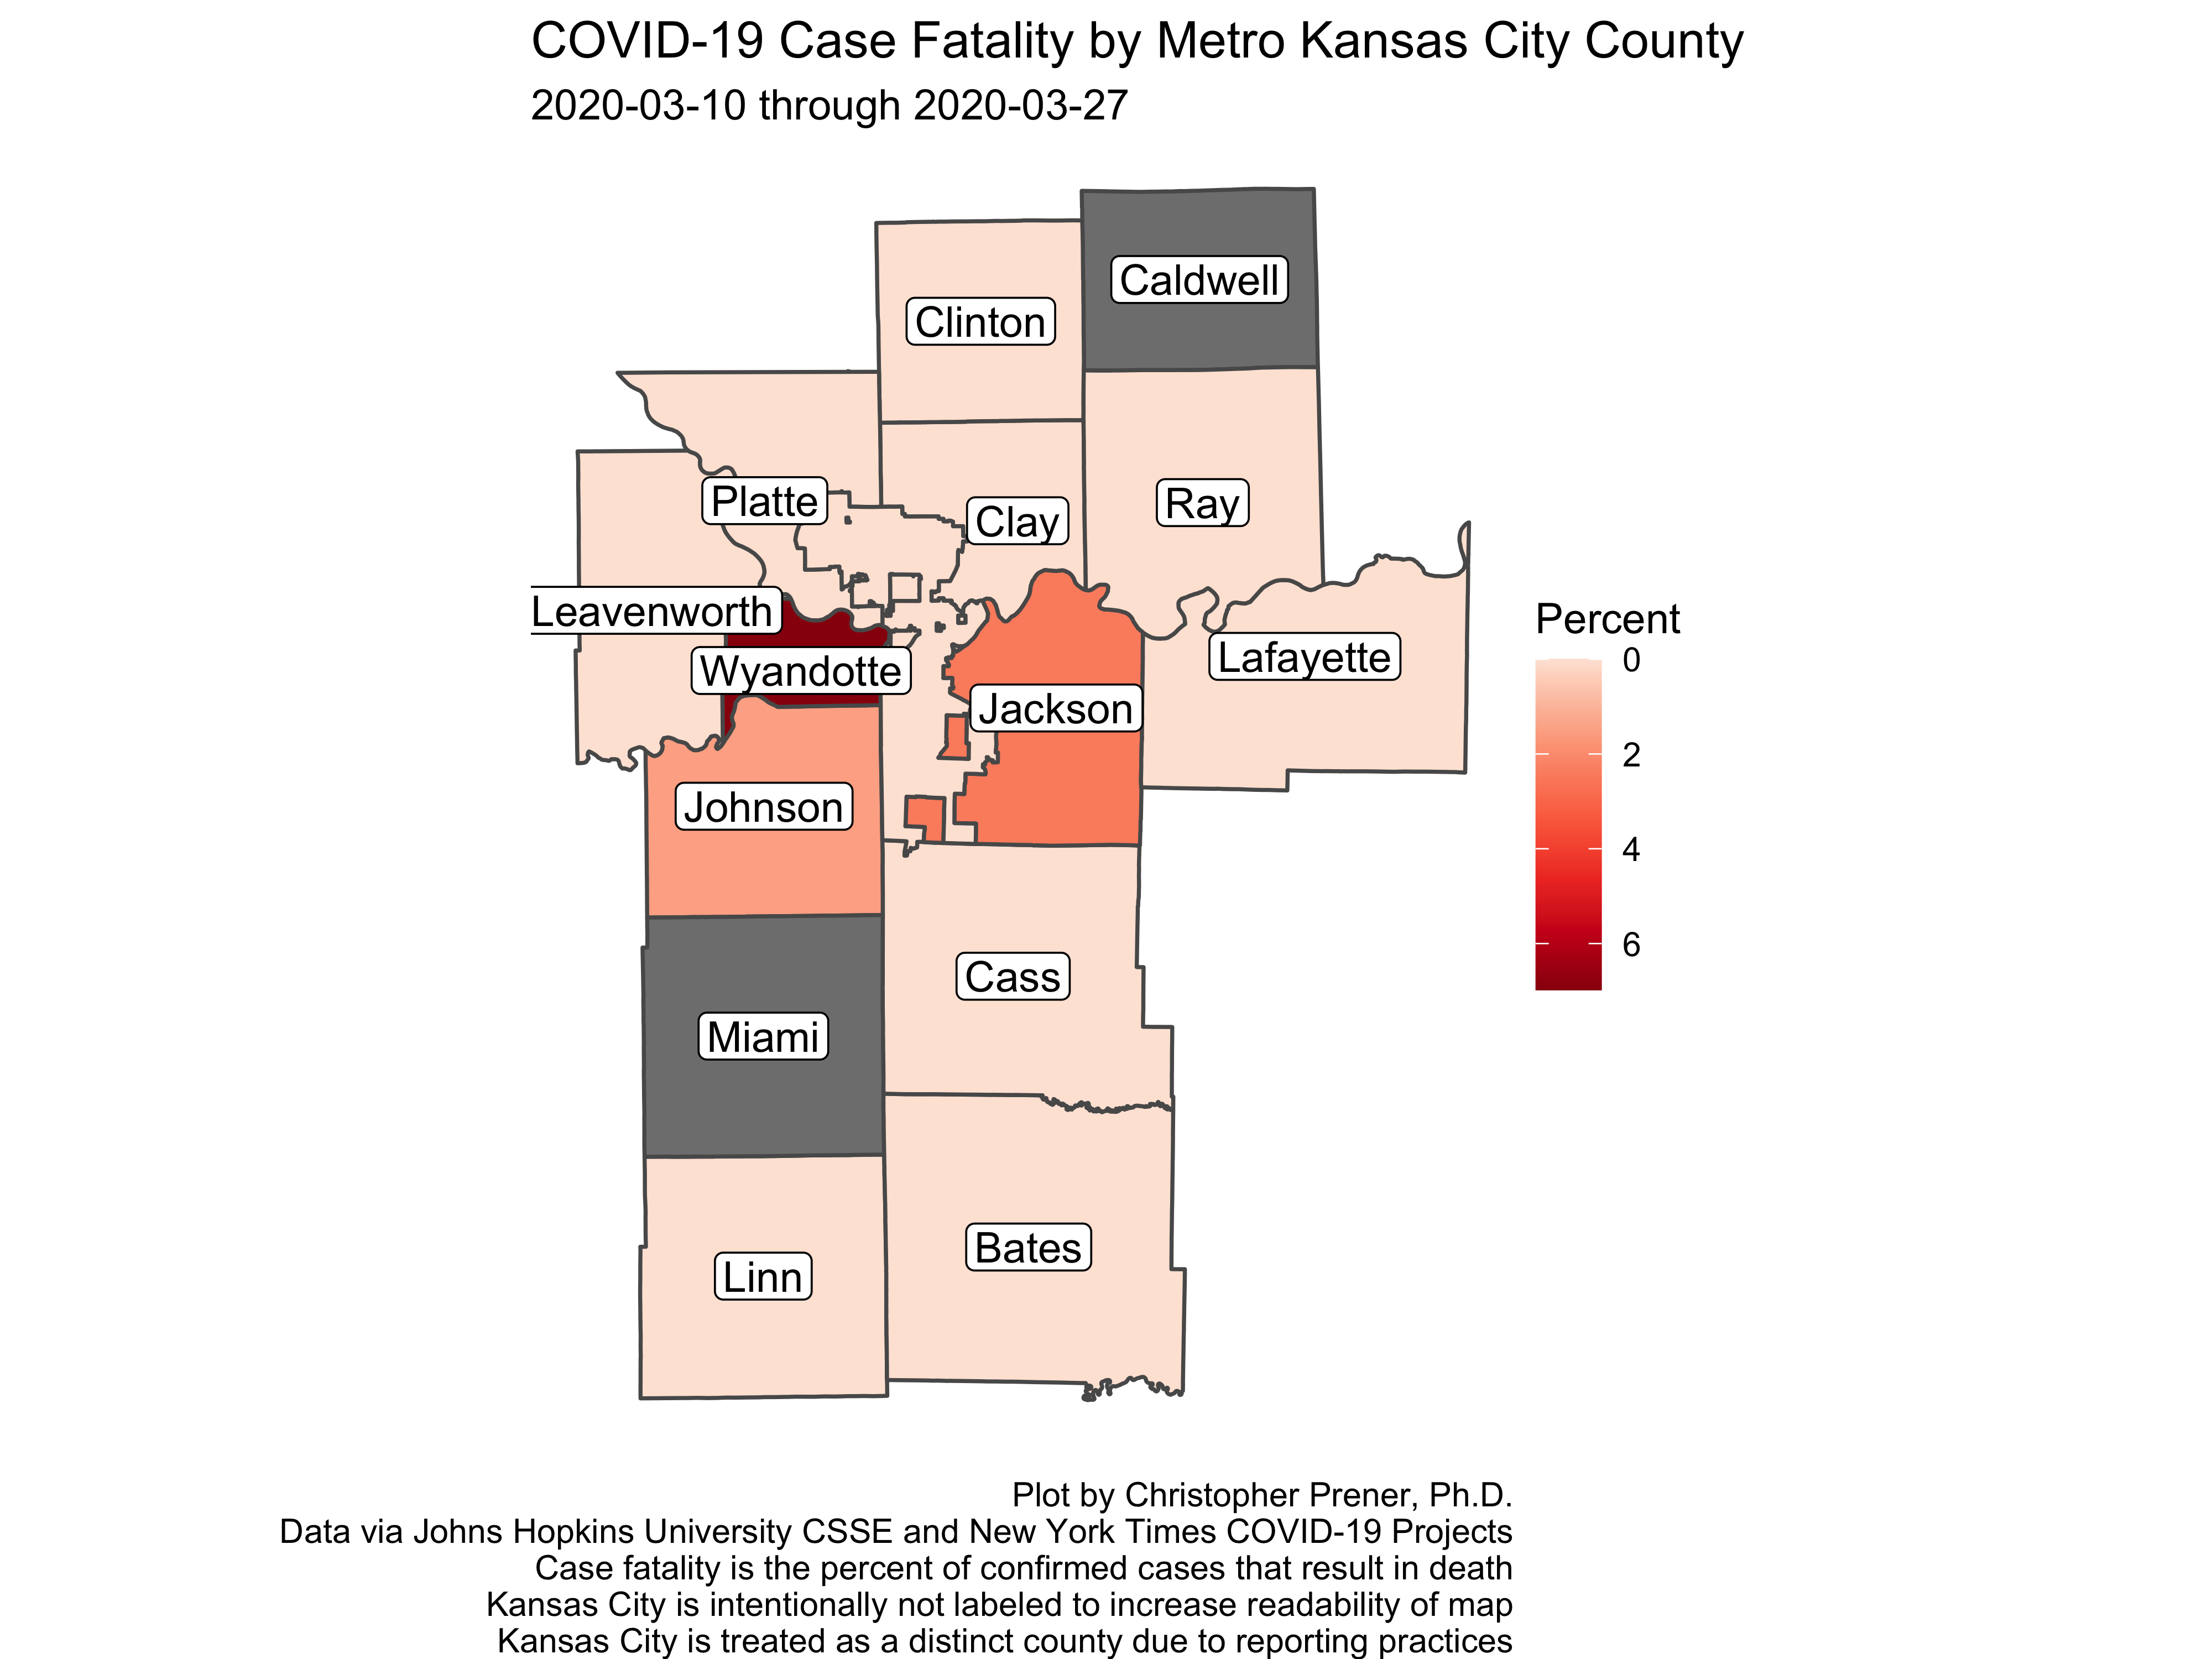 COVID-19 Case Fatality by Metro Kansas City County
2020-03-10 through 2020-03-27
Caldwell
Clinton
Platte
Clay
Ray
Leavenworth
Wyandotte
Lafayette
Jackson
Johnson
Cass
Miami
Bates
Linn
Percent
0
2
4
6
Plot by Christopher Prener, Ph.D.
Data via Johns Hopkins University CSSE and New York Times COVID-19 Projects
Case fatality is the percent of confirmed cases that result in death
Kansas City is intentionally not labeled to increase readability of map
Kansas City is treated as a distinct county due to reporting practices